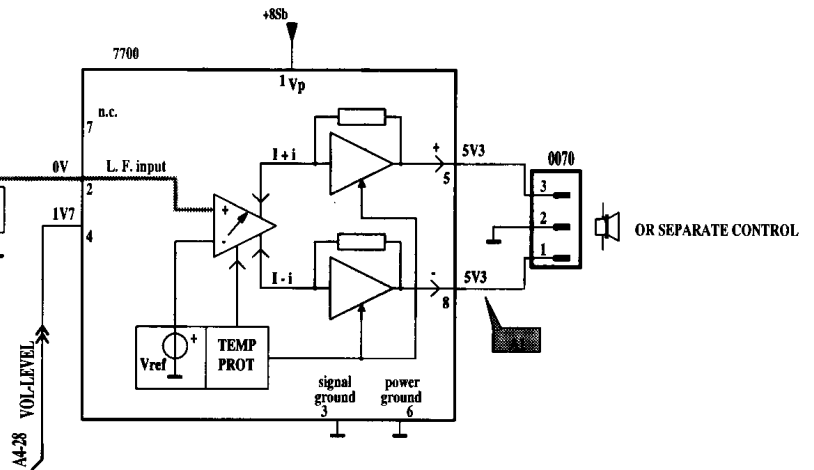 +8Sb
7700
1 Vp
n.c.
7
0V
L. F. input
2
1V7
4
I + i
+
5V3
5
0070
3
2
1
OR SEPARATE CONTROL
+
-
I - i
-
5V3
8
+
Vref
TEMP
PROT
signal
ground
3
power
ground
6
A4-28 VOL-LEVEL